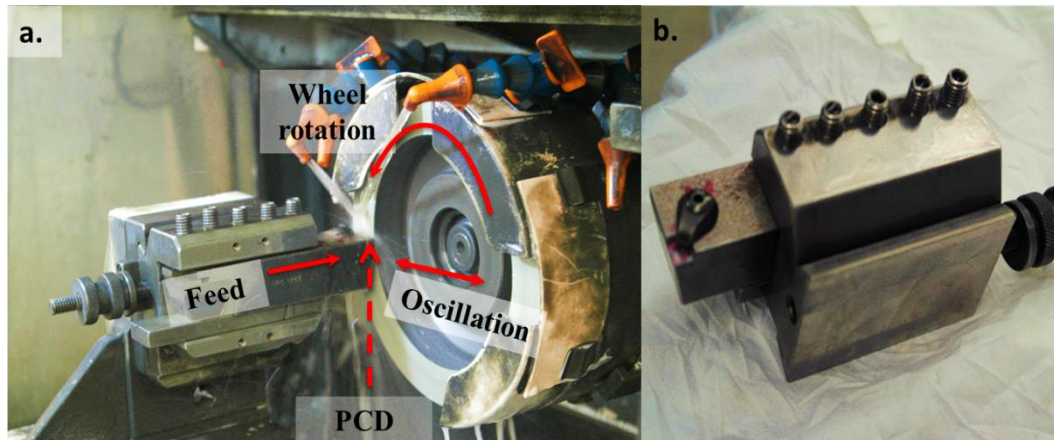 a.
b.
Wheel
rotation
Feed
Oscillation
PCD